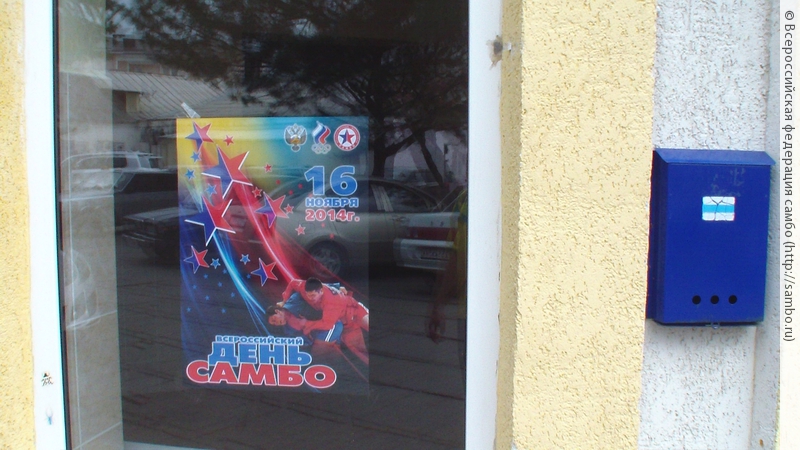 16
НОЯБРЯ
2014г.
ВСЕРОССИЙСКИЙ
ДЕНЬ
САМБО
© Всероссийская федерация самбо (http://sambo.ru)